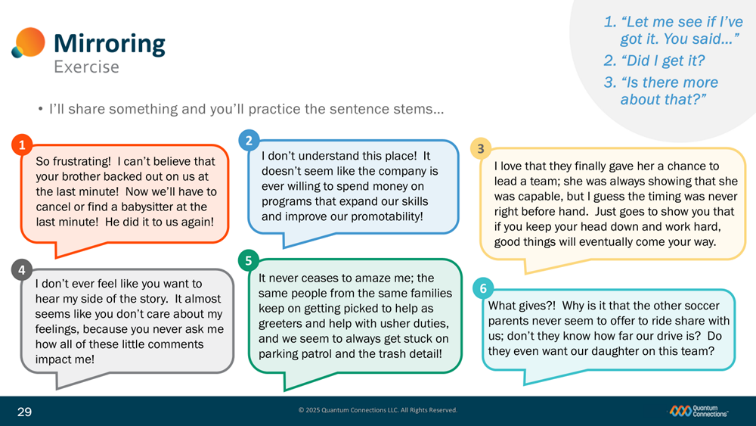 Mirroring
Exercise
1. “Let me see if I’ve
got it. You said...”
2. “Did I get it?
3. “Is there more
about that?”
• I’ll share something and you’ll practice the sentence stems...
1
So frustrating! I can’t believe that
your brother backed out on us at
the last minute! Now we’ll have to
cancel or find a babysitter at the
last minute! He did it to us again!
2
I don’t understand this place! It
doesn’t seem like the company is
ever willing to spend money on
programs that expand our skills
and improve our promotability!
3
I love that they finally gave her a chance to
lead a team; she was always showing that she
was capable, but I guess the timing was never
right before hand. Just goes to show you that
if you keep your head down and work hard,
good things will eventually come your way.
4
I don’t ever feel like you want to
hear my side of the story. It almost
seems like you don’t care about my
feelings, because you never ask me
how all of these little comments
impact me!
5
It never ceases to amaze me; the
same people from the same families
keep on getting picked to help as
greeters and help with usher duties,
and we seem to always get stuck on
parking patrol and the trash detail!
6
What gives?! Why is it that the other soccer
parents never seem to offer to ride share with
us; don’t they know how far our drive is? Do
they even want our daughter on this team?
29
© 2025 Quantum Connections LLC. All Rights Reserved.
Quantum
Connections™